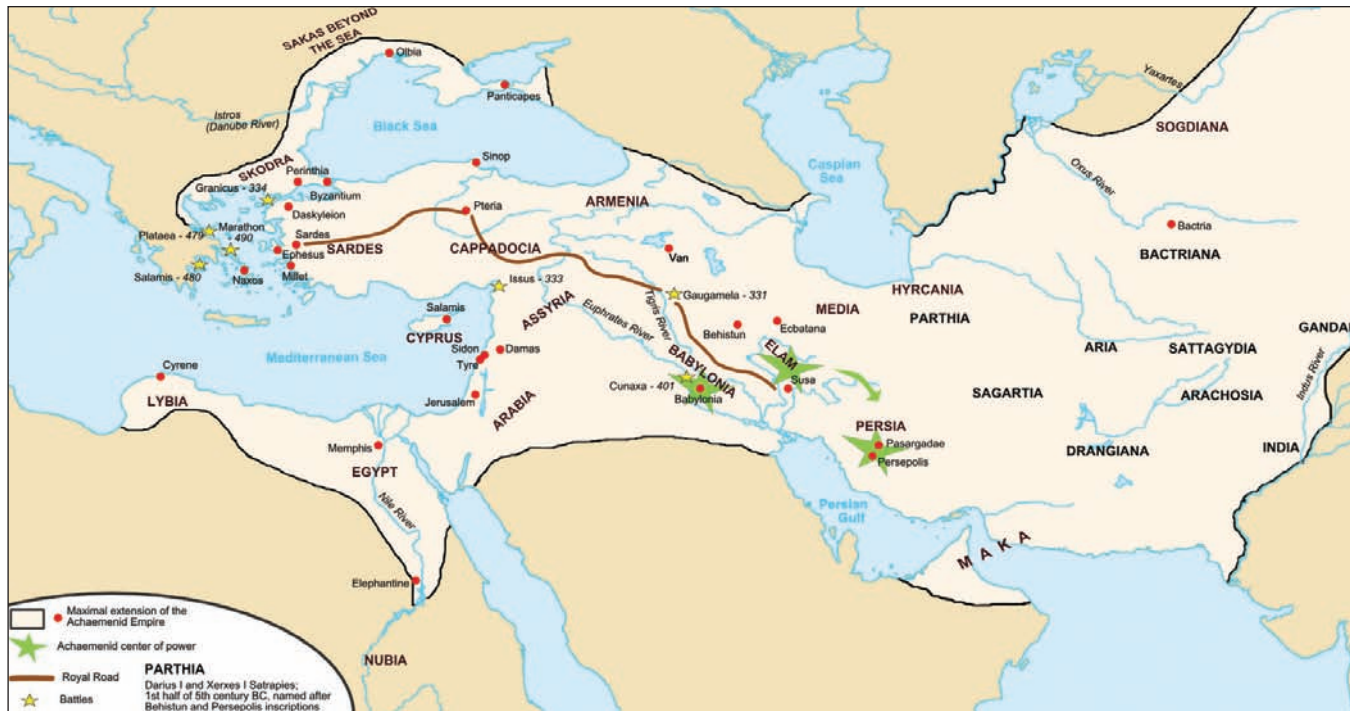 SAKAS BEYOND
THE SEA
Olbia
Panticapes
Istros
(Danube River)
Black Sea
Yaxartes
SOGDIANA
Caspian
Sea
Oxus River
SKODRA
Perinthia
Sinop
Granicus - 334
Byzantium
Daskyleion
Pteria
ARMENIA
Bactria
Plataea - 479
Marathon
- 490
Sardes
SARDES
CAPPADOCIA
Van
BACTRIANA
Ephesus
Salamis - 480
Naxos
Millet
Issus - 333
Gaugamela - 331
HYRCANIA
MEDIA
PARTHIA
Salamis
CYPRUS
ASSYRIA
Euphrates River
Tigris River
Behistun
Ecbatana
GANDAR
Mediterranean Sea
Sidon
Tyre
Damas
BABYLONIA
ELAM
ARIA
SATTAGYDIA
Cyrene
Cunaxa - 401
Babylonia
Susa
Indus River
LYBIA
Jerusalem
ARABIA
SAGARTIA
ARACHOSIA
PERSIA
Memphis
Pasargadae
Persepolis
DRANGIANA
INDIA
EGYPT
Nile River
Persian
Gulf
MAKA
Elephantine
NUBIA
Maximal extension of the
Achaemenid Empire
Achaemenid center of power
Royal Road
Battles
PARTHIA
Darius I and Xerxes I Satrapies;
1st half of 5th century BC, named after
Behistun and Persepolis inscriptions